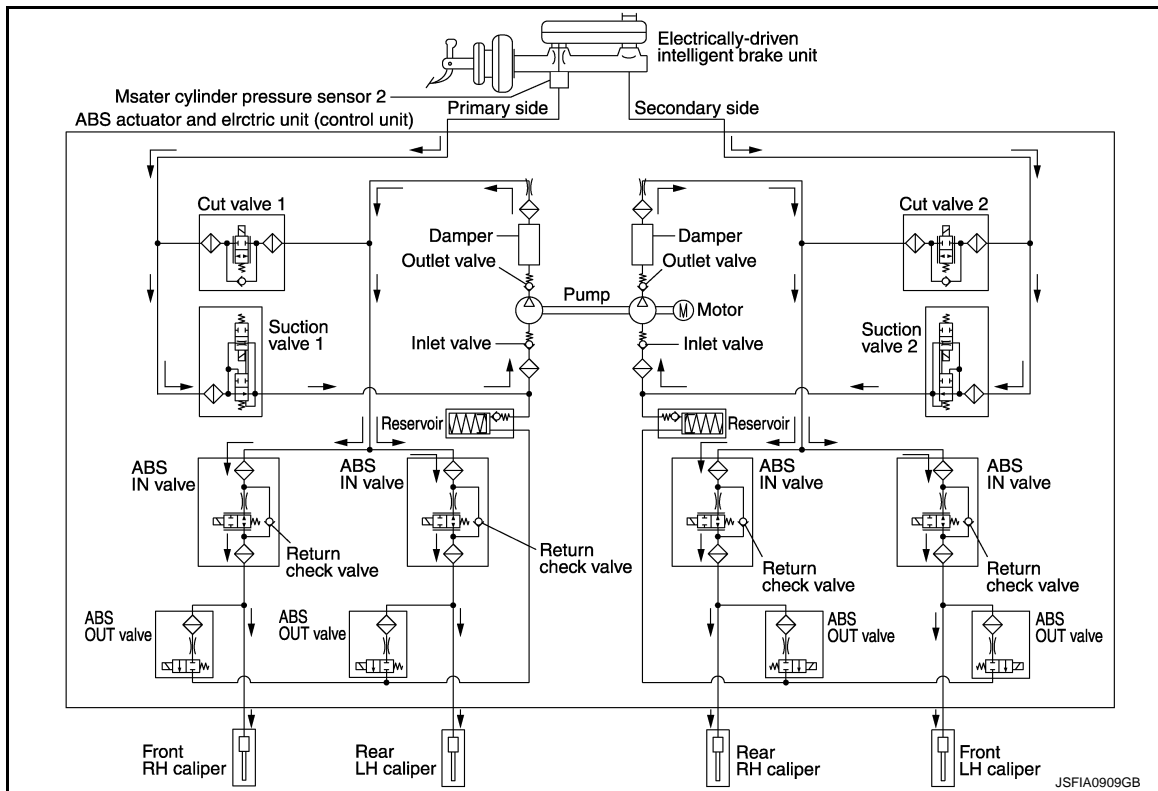 Electrically-driven
intelligent brake unit
Msater cylinder pressure sensor 2
Primary side
Secondary side
ABS actuator and elrctric unit (control unit)
Cut valve 1
Cut valve 2
Damper
Damper
Outlet valve
Outlet valve
Pump
M
Motor
Suction
valve 1
Suction
valve 2
Inlet valve
Inlet valve
Reservoir
Reservoir
ABS
IN valve
ABS
IN valve
ABS
IN valve
ABS
IN valve
Return
check valve
Return
check valve
Return
check valve
Return
check valve
ABS
OUT valve
ABS
OUT valve
ABS
OUT valve
ABS
OUT valve
Front
RH caliper
Rear
LH caliper
Rear
RH caliper
Front
LH caliper
JSFIA0909GB